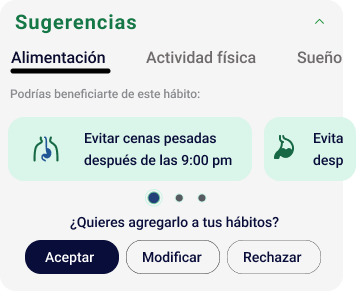 Sugerencias
Alimentación Actividad física Sueño
Podrías beneficiarte de este hábito:
Evitar cenas pesadas
después de las 9:00 pm
Evita
desp
¿Quieres agregarlo a tus hábitos?
Aceptar Modificar Rechazar